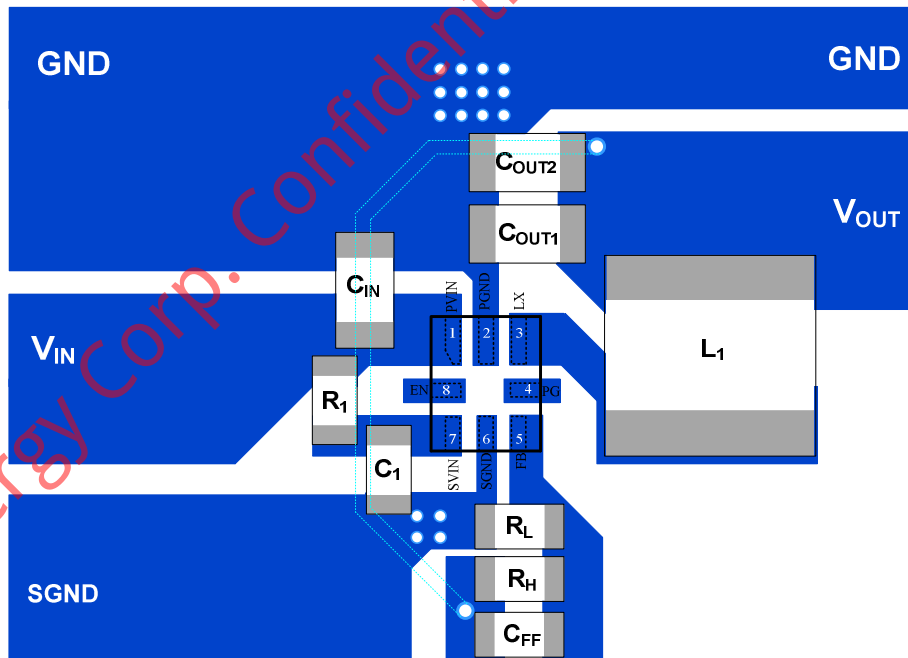 GND
GND
COUT2
VOUT
COUT1
CIN
PVIN
PGND
LX
1
2
3
VIN
L1
R1
EN
8
4
PG
7
6
5
C1
SVIN
SGND
FB
RL
RH
SGND
CFF
ergy Corp. Confident